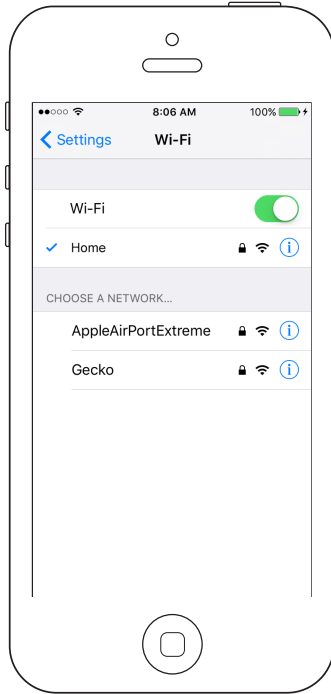 8:06 AM 100%
Settings Wi-Fi
Wi-Fi
Home
CHOOSE A NETWORK...
AppleAirPortExtreme
Gecko